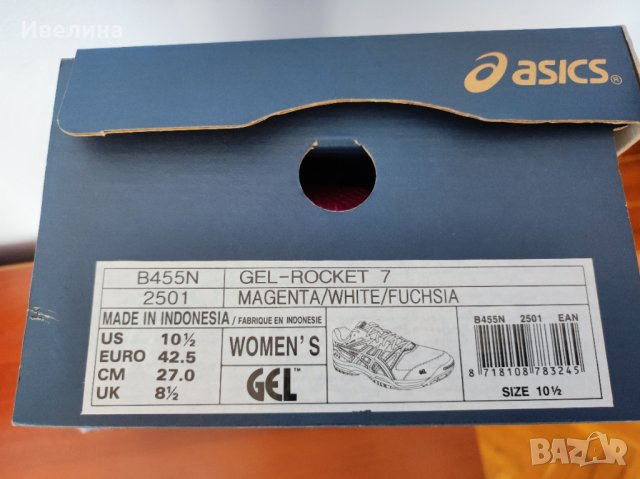 Ивелина
asics®
B455N GEL-ROCKET 7
2501 MAGENTA/WHITE/FUCHSIA
MADE IN INDONESIA / FABRIQUE EN INDONESIE
US 10½
EURO 42.5
CM 27.0
UK 8½
WOMEN'S
GEL™
B455N 2501 EAN
8 718108 783245
SIZE 10½
BAZAR